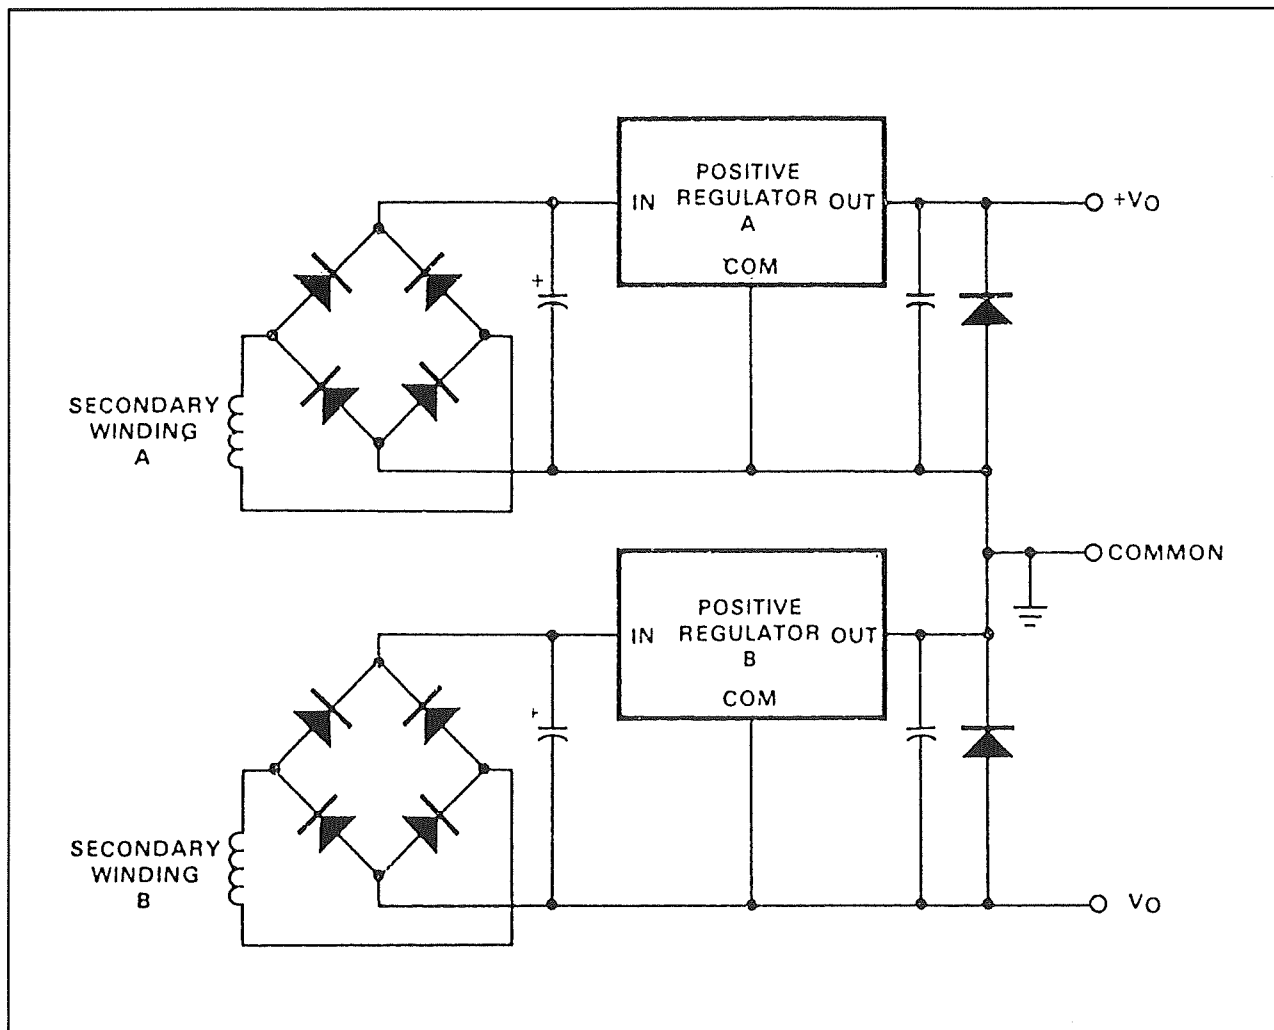 POSITIVE
REGULATOR
A
IN
OUT
COM
+VO
+
SECONDARY
WINDING
A
COMMON
POSITIVE
REGULATOR
B
IN
OUT
COM
+
SECONDARY
WINDING
B
VO